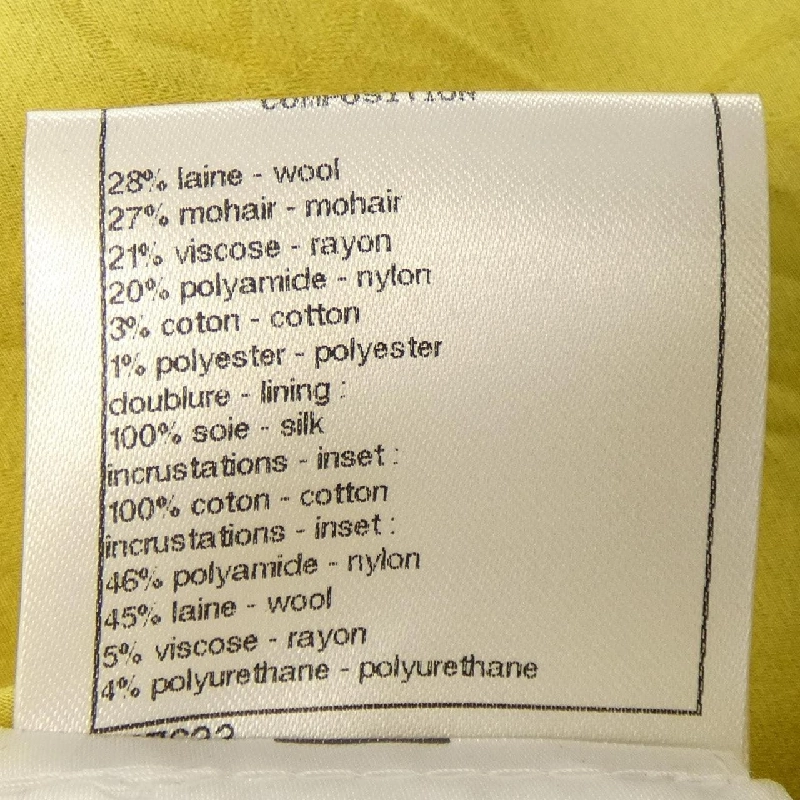 COMPOSITION
28% laine - wool
27% mohair - mohair
21% viscose - rayon
20% polyamide - nylon
3% coton - cotton
1% polyester - polyester
doublure - lining :
100% soie - silk
incrustations - inset :
100% coton - cotton
incrustations - inset :
46% polyamide - nylon
45% laine - wool
5% viscose - rayon
4% polyurethane - polyurethane